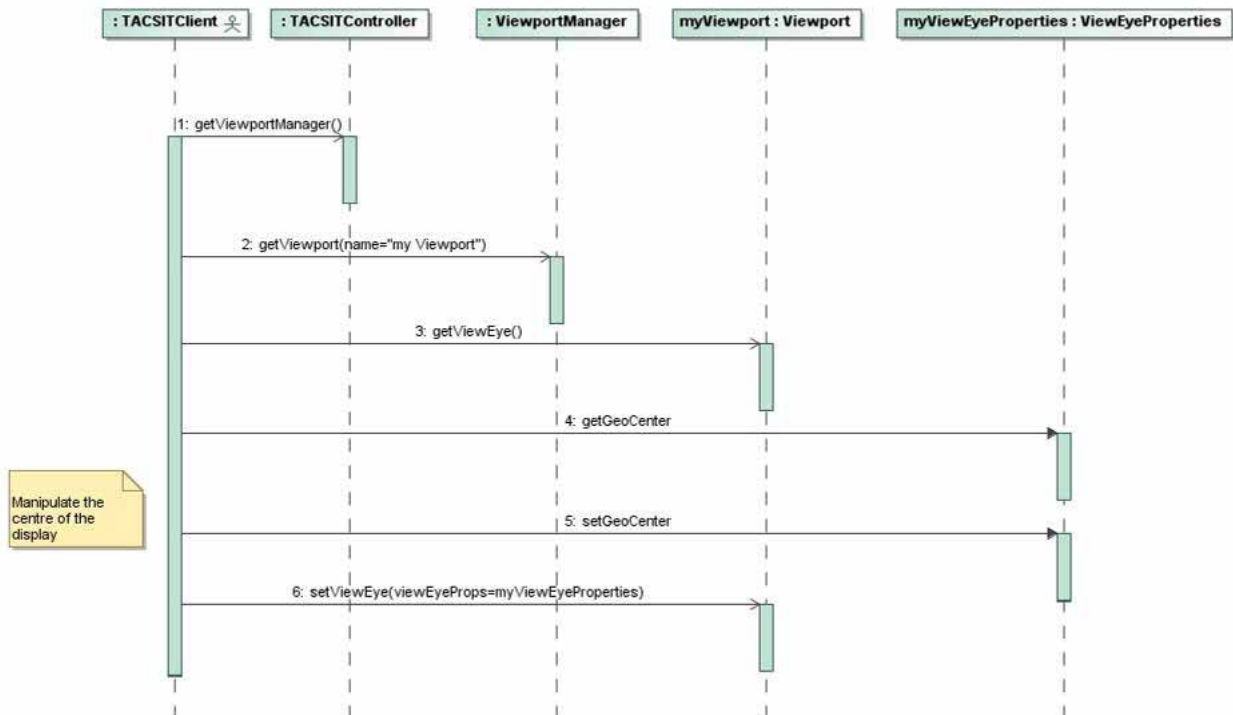 : TACSITClient
: TACSITController
: ViewportManager
myViewport : Viewport
myViewEyeProperties : ViewEyeProperties
1: getViewportManager()
2: getViewport(name="my Viewport")
3: getViewEye()
4: getGeoCenter
Manipulate the
centre of the
display
5: setGeoCenter
6: setViewEye(viewEyeProps=myViewEyeProperties)